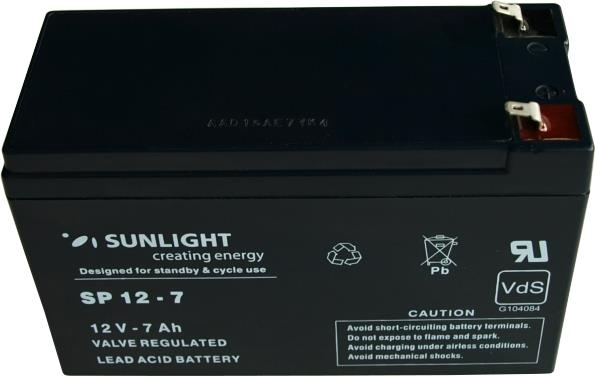 AAD15AE7YK4
SUNLIGHT
creating energy
Designed for standby & cycle use
SP 12 - 7
12 V - 7 Ah
VALVE REGULATED
LEAD ACID BATTERY
Pb
VdS
G104084
CAUTION
Avoid short-circuiting battery terminals.
Do not expose to flame and spark.
Avoid charging under airless conditions.
Avoid mechanical shocks.